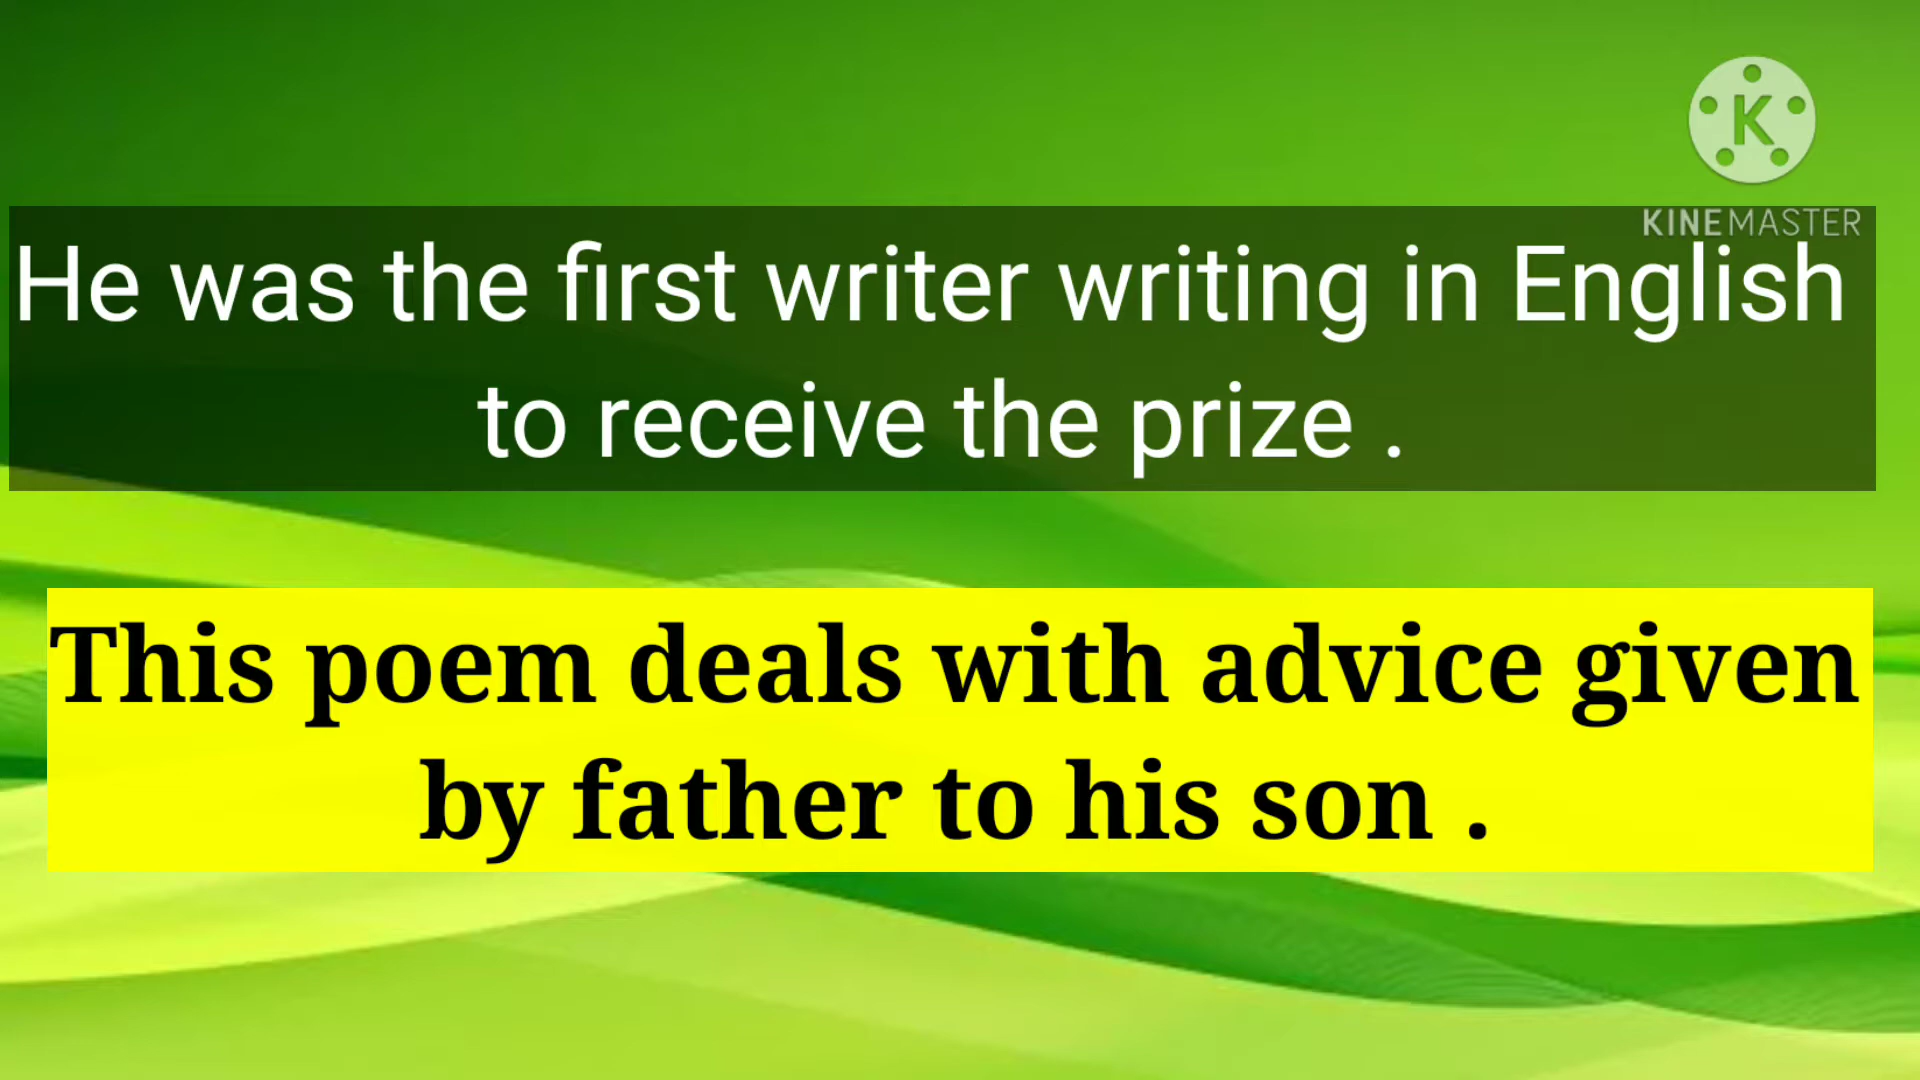 K
KINEMASTER
He was the first writer writing in English
to receive the prize .
This poem deals with advice given
by father to his son .